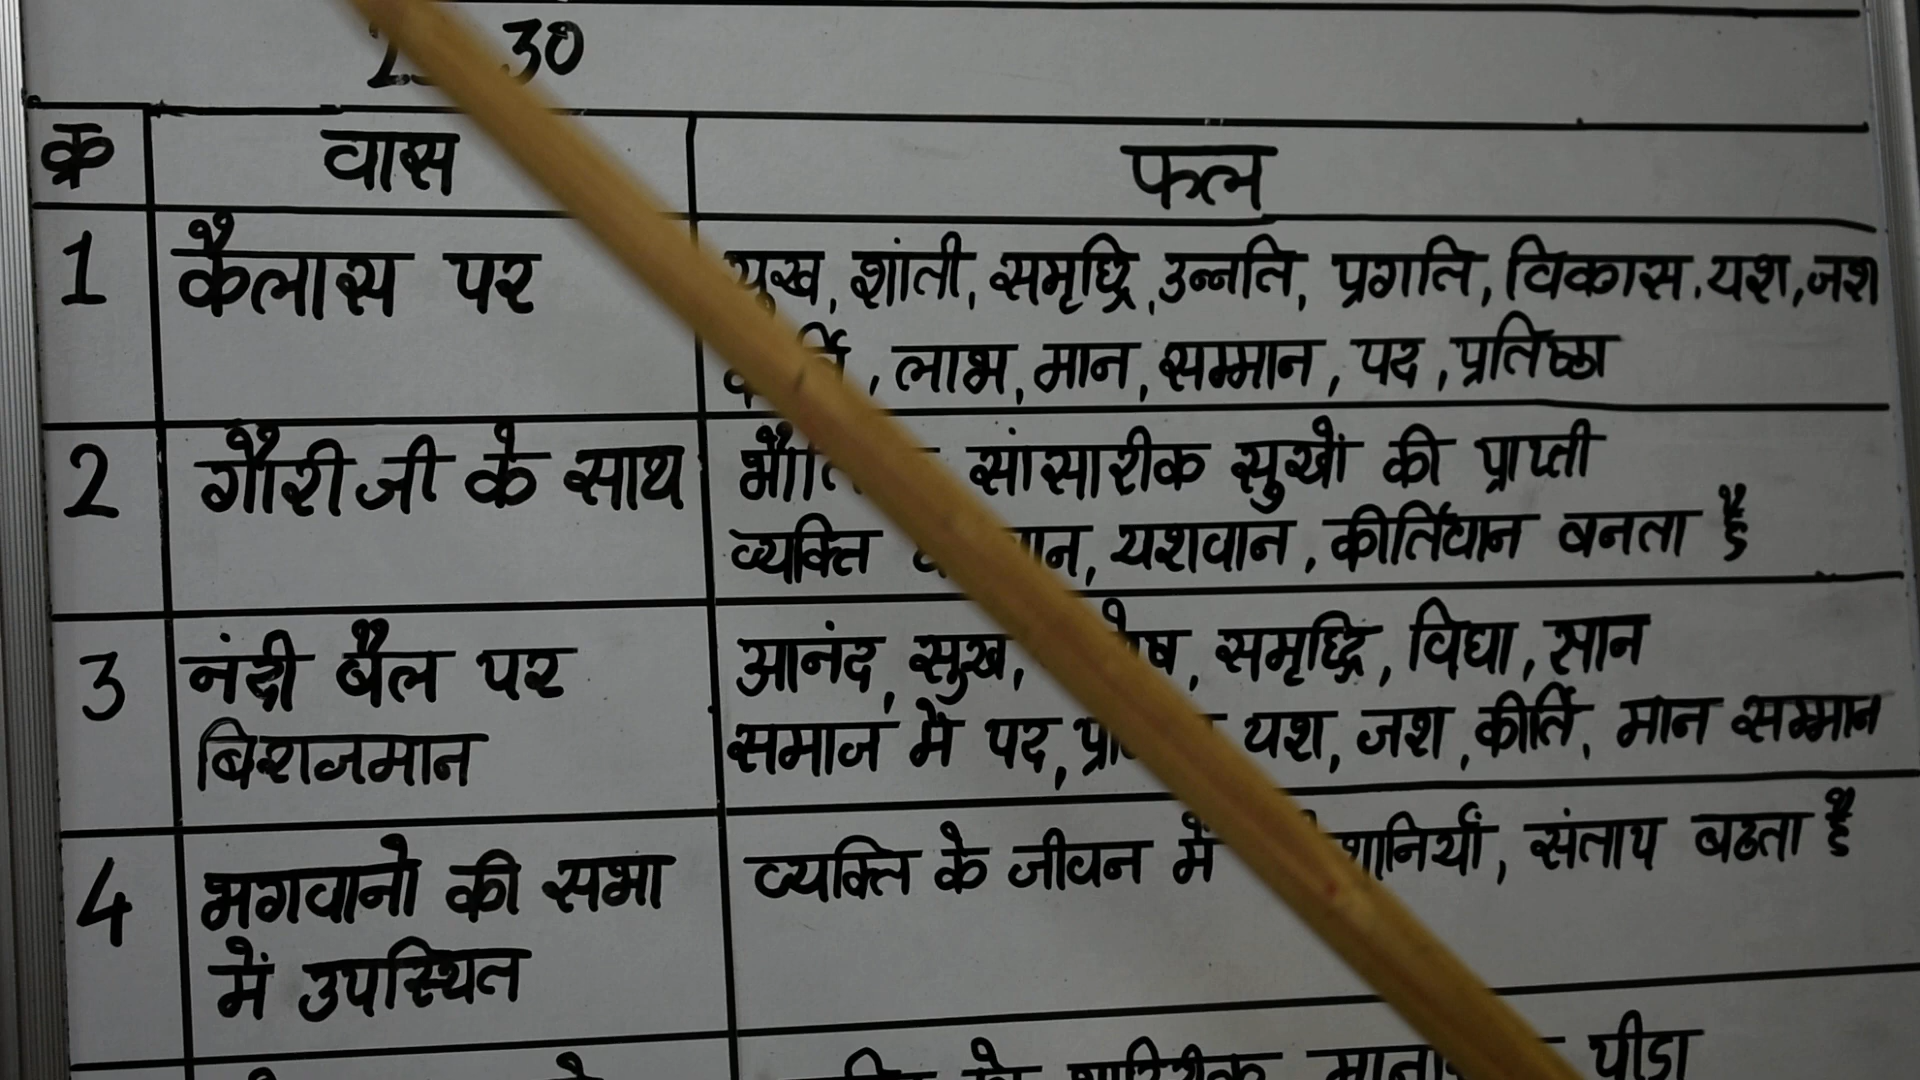 30
क्र वास फल
1 कैलास पर सुख, शांती, समृध्दि, उन्नति, प्रगति, विकास. यश, जश
, लाभ, मान, सम्मान, पद, प्रतिष्ठा
2 गौरी जी के साथ सांसारीक सुखों की प्राप्ती
व्यक्ति यशवान, कीर्तिवान बनता है
3 नंदी बैल पर आनंद, सुख, समृध्दि, विद्या,
बिराजमान समाज में पद, यश, जश, कीर्ति, मान सम्मान
4 भगवानो की सभा व्यक्ति के जीवन में संताप बढता है
में उपस्थित
पीडा